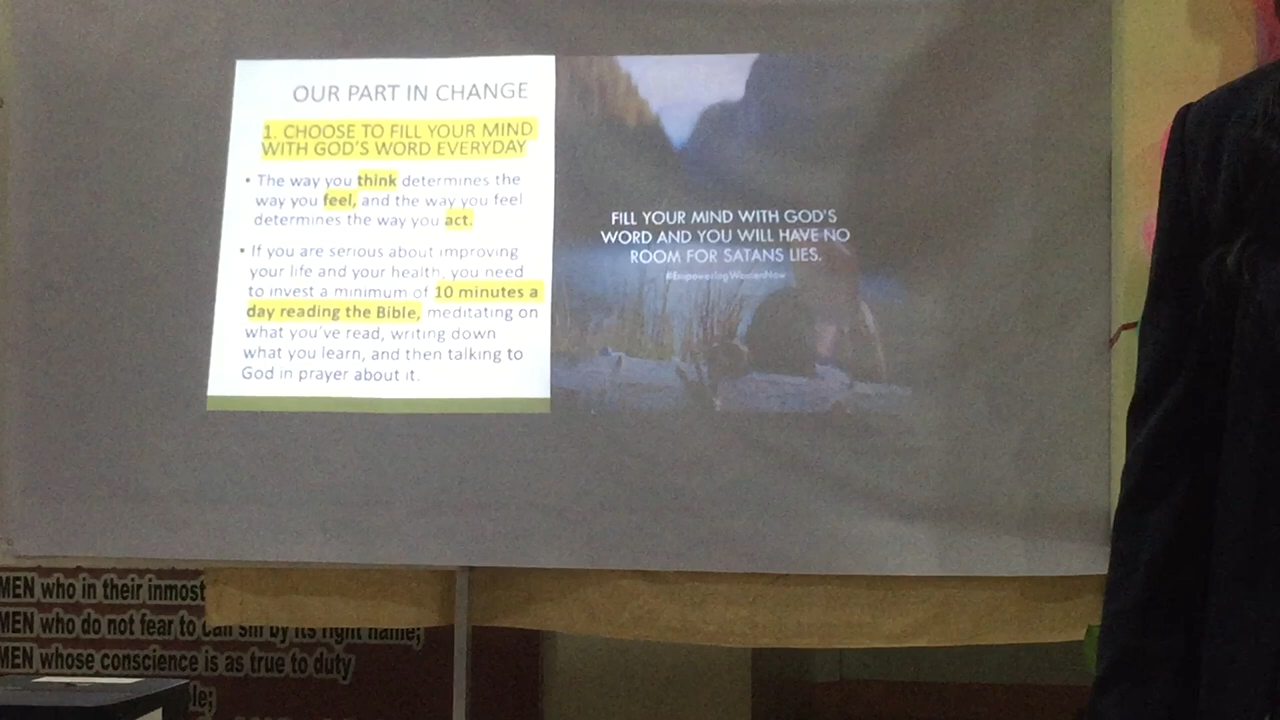 OUR PART IN CHANGE
1. CHOOSE TO FILL YOUR MIND
WITH GOD'S WORD EVERYDAY
• The way you think determines the
way you feel, and the way you feel
determines the way you act.
• If you are serious about improving
your life and your health, you need
to invest a minimum of 10 minutes a
day reading the Bible, meditating on
what you've read, writing down
what you learn, and then talking to
God in prayer about it.
FILL YOUR MIND WITH GOD'S
WORD AND YOU WILL HAVE NO
ROOM FOR SATANS LIES.
#EmpoweringWomenNow
MEN who in their inmost
MEN who do not fear to call sin by its right name;
MEN whose conscience is as true to duty
le;